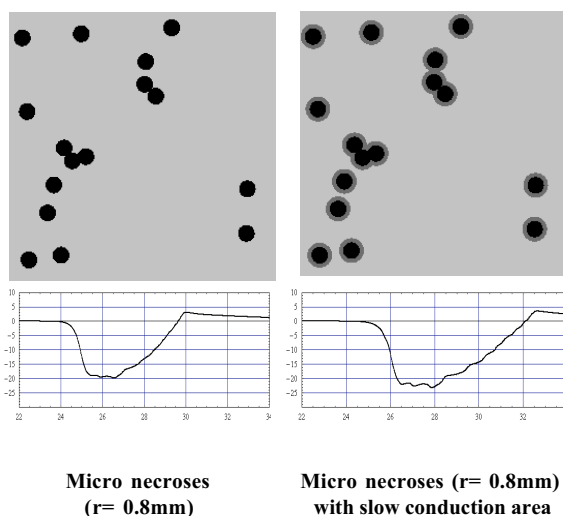 10
5
0
-5
-10
-15
-20
-25
22 24 26 28 30 32 34
10
5
0
-5
-10
-15
-20
-25
22 24 26 28 30 32
Micro necroses
(r= 0.8mm)
Micro necroses (r= 0.8mm)
with slow conduction area